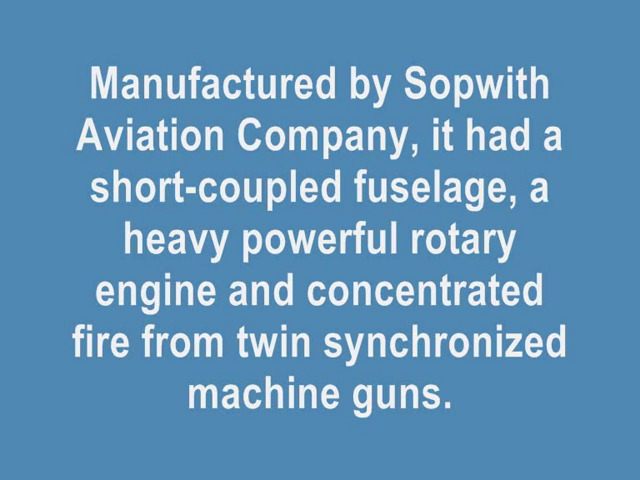 Manufactured by Sopwith
Aviation Company, it had a
short-coupled fuselage, a
heavy powerful rotary
engine and concentrated
fire from twin synchronized
machine guns.